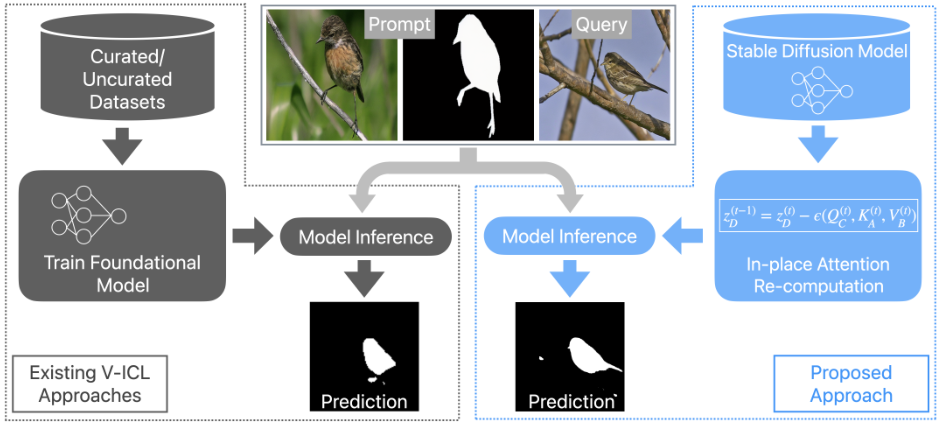 Curated/
Uncurated
Datasets
Prompt
Query
Stable Diffusion Model
Train Foundational
Model
Model Inference
Model Inference
$z_D^{(t-1)} = z_D^{(t)} - \epsilon(Q_C^{(t)}, K_A^{(t)}, V_B^{(t)})$
In-place Attention
Re-computation
Existing V-ICL
Approaches
Prediction
Prediction
Proposed
Approach